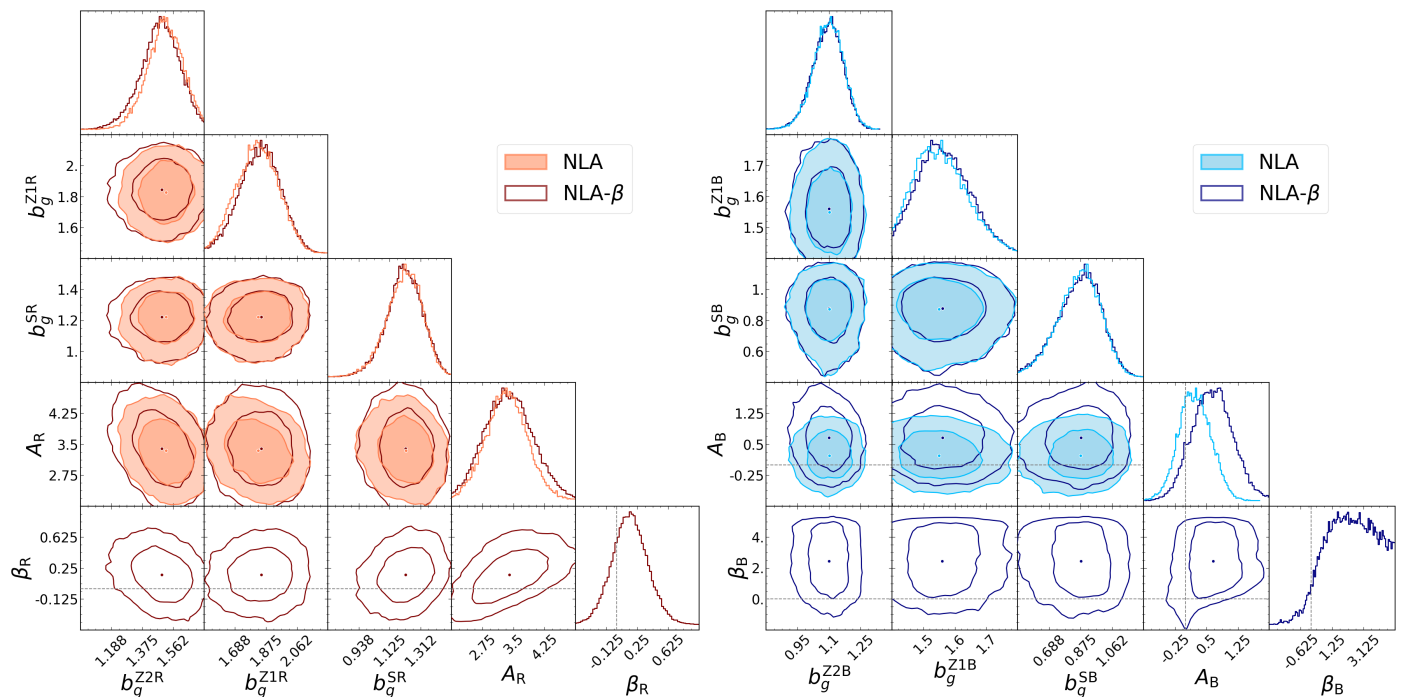 2.
b_g^{Z1R} 1.8
1.6
NLA
NLA-β
1.4
b_g^{SR} 1.2
1.
4.25
A_R 3.5
2.75
0.625
β_R 0.25
-0.125
1.188 1.375 1.562 1.688 1.875 2.062 0.938 1.125 1.312 2.75 3.5 4.25 -0.125 0.25 0.625
b_g^{Z2R} b_g^{Z1R} b_g^{SR} A_R β_R
1.7
b_g^{Z1B} 1.6
1.5
NLA
NLA-β
1.
b_g^{SB} 0.8
0.6
1.25
A_B 0.5
-0.25
4.
β_B 2.
0.
0.95 1.1 1.25 1.5 1.6 1.7 0.688 0.875 1.062 -0.25 0.5 1.25 -0.625 1.25 3.125
b_g^{Z2B} b_g^{Z1B} b_g^{SB} A_B β_B